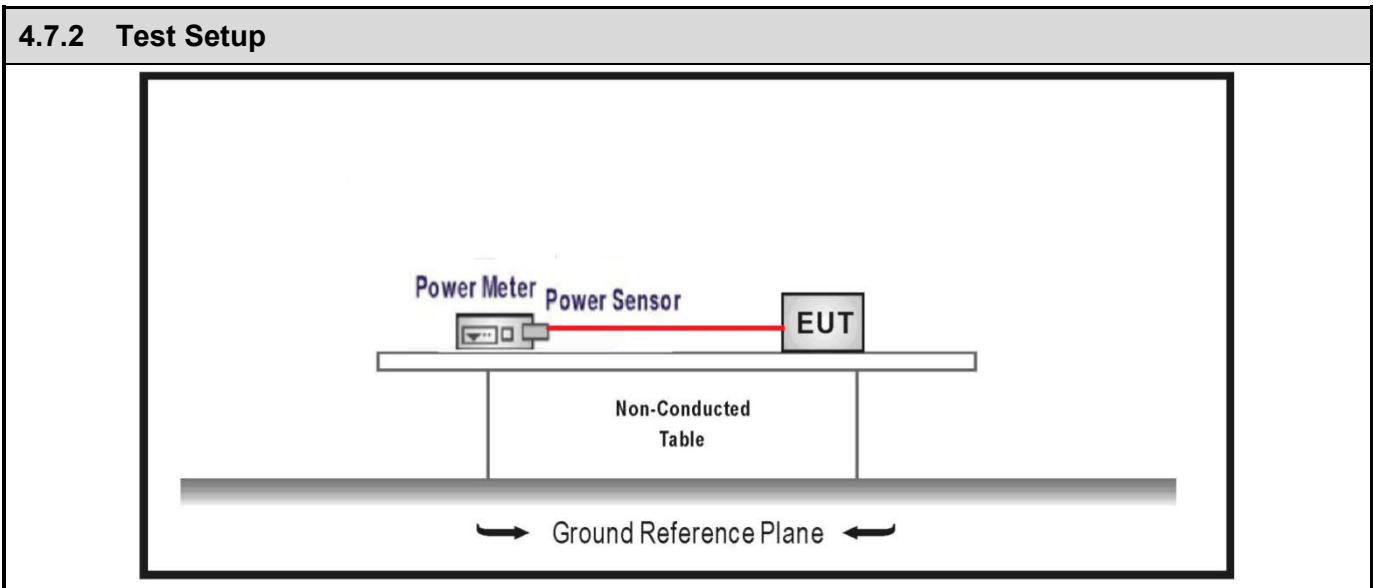 4.7.2 Test Setup
Power Meter
Power Sensor
EUT
Non-Conducted
Table
Ground Reference Plane